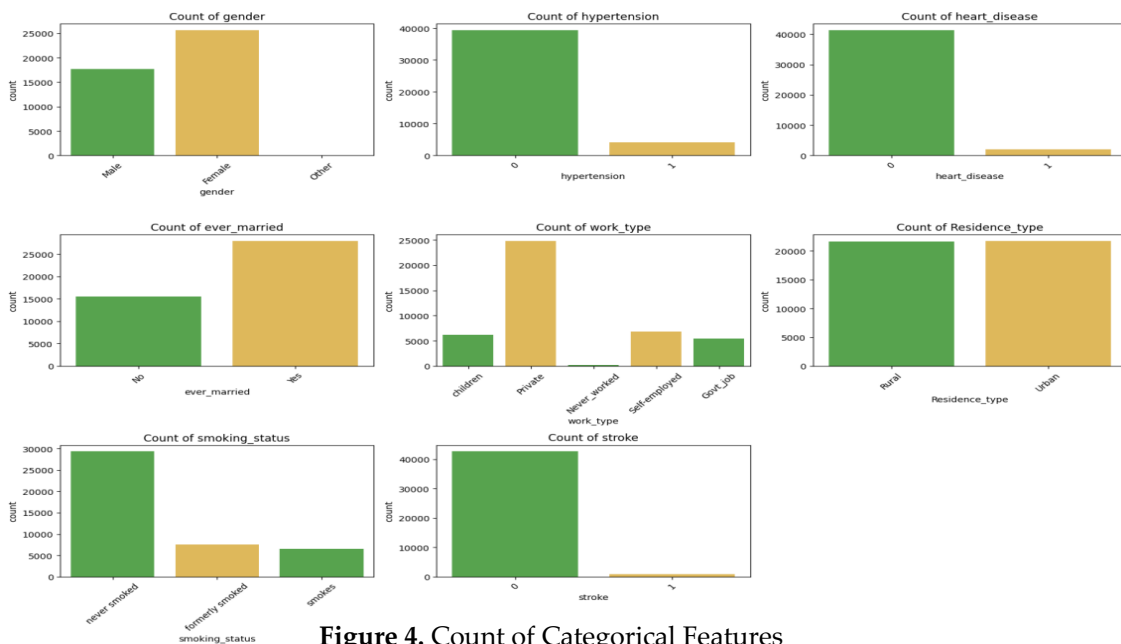 Count of gender
25000
20000
15000
10000
5000
0
count
Male
Female
Other
gender
Count of hypertension
40000
30000
20000
10000
0
count
0
1
hypertension
Count of heart_disease
40000
30000
20000
10000
0
count
0
1
heart_disease
Count of ever_married
25000
20000
15000
10000
5000
0
count
No
Yes
ever_married
Count of work_type
25000
20000
15000
10000
5000
0
count
children
Private
Never_worked
Self-employed
Govt_job
work_type
Count of Residence_type
20000
15000
10000
5000
0
count
Rural
Urban
Residence_type
Count of smoking_status
30000
25000
20000
15000
10000
5000
0
count
never smoked
formerly smoked
smokes
smoking_status
Count of stroke
40000
30000
20000
10000
0
count
0
1
stroke
Figure 4. Count of Categorical Features